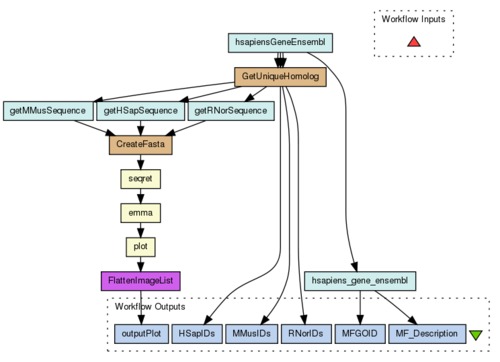 Workflow Inputs
hsapiensGeneEnsembl
GetUniqueHomolog
getMMusSequence
getHSapSequence
getRNorSequence
CreateFasta
seqret
emma
plot
FlattenImageList
hsapiens_gene_ensembl
Workflow Outputs
outputPlot
HSapIDs
MMusIDs
RNorIDs
MFGOID
MF_Description